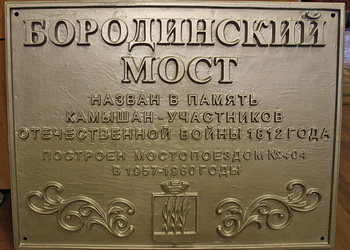 БОРОДИНСКИЙ
МОСТ
НАЗВАН В ПАМЯТЬ
КАМЫШАН-УЧАСТНИКОВ
ОТЕЧЕСТВЕННОЙ ВОЙНЫ 1812 ГОДА
ПОСТРОЕН МОСТОПОЕЗДОМ №404
В 1957-1960 ГОДЫ